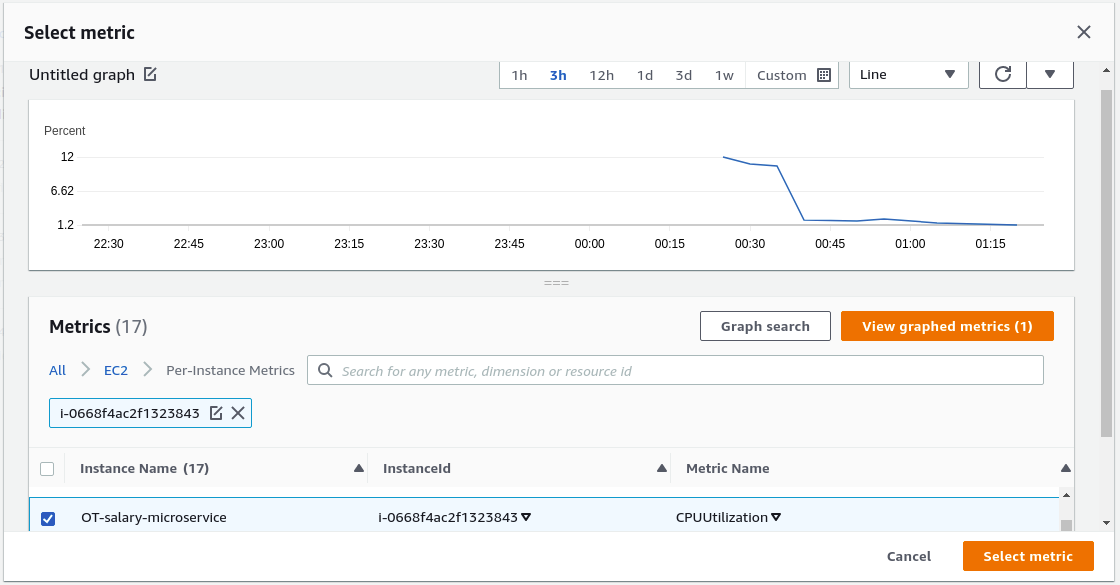 Select metric
Untitled graph
1h 3h 12h 1d 3d 1w Custom Line
Percent
12
6.62
1.2
22:30 22:45 23:00 23:15 23:30 23:45 00:00 00:15 00:30 00:45 01:00 01:15
Metrics (17) Graph search View graphed metrics (1)
All EC2 Per-Instance Metrics Search for any metric, dimension or resource id
i-0668f4ac2f1323843
Instance Name (17) InstanceId Metric Name
OT-salary-microservice i-0668f4ac2f1323843 CPUUtilization
Cancel Select metric